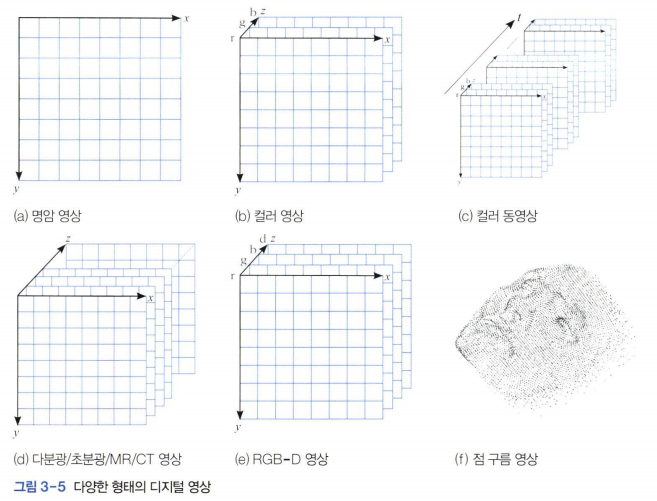 x
y
(a) 명암 영상
r
g
b
z
x
y
(b) 컬러 영상
t
r
g
b
z
x
y
(c) 컬러 동영상
z
x
y
(d) 다분광/초분광/MR/CT 영상
r
g
b
d
z
x
y
(e) RGB-D 영상
(f) 점 구름 영상
그림 3-5 다양한 형태의 디지털 영상